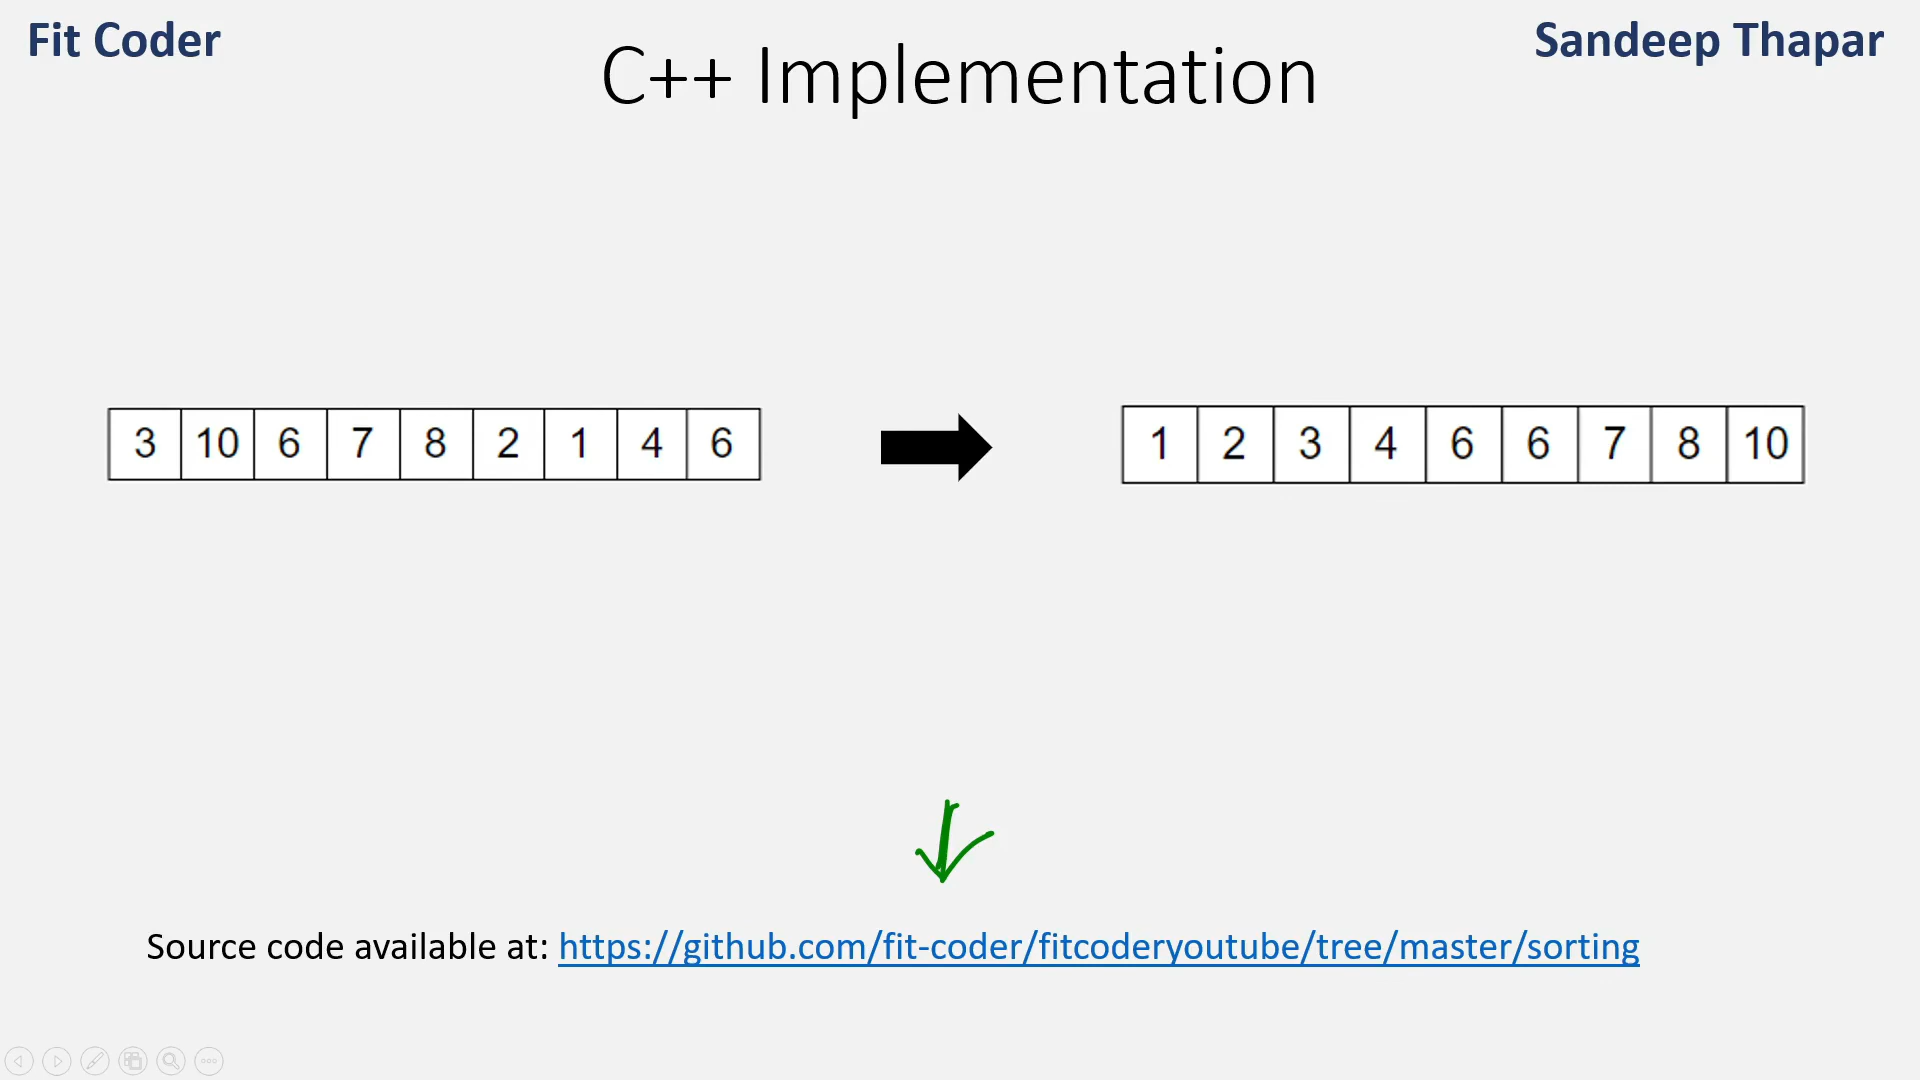 Fit Coder
Sandeep Thapar
C++ Implementation
3 10 6 7 8 2 1 4 6
1 2 3 4 6 6 7 8 10
Source code available at: https://github.com/fit-coder/fitcoderyoutube/tree/master/sorting